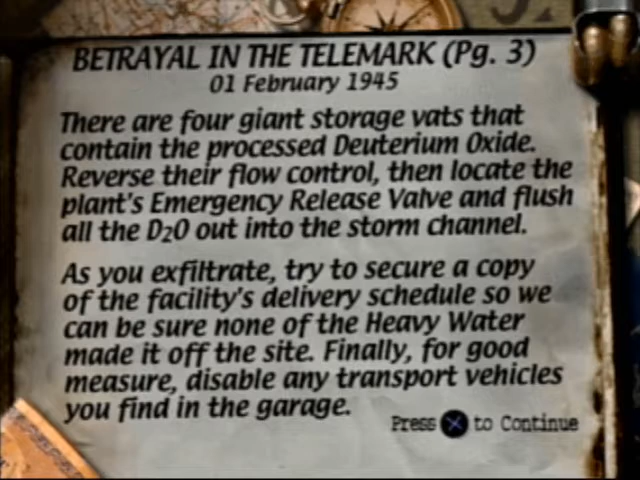 BETRAYAL IN THE TELEMARK (Pg. 3)
01 February 1945
There are four giant storage vats that
contain the processed Deuterium Oxide.
Reverse their flow control, then locate the
plant's Emergency Release Valve and flush
all the D2O out into the storm channel.
As you exfiltrate, try to secure a copy
of the facility's delivery schedule so we
can be sure none of the Heavy Water
made it off the site. Finally, for good
measure, disable any transport vehicles
you find in the garage.
Press X to Continue